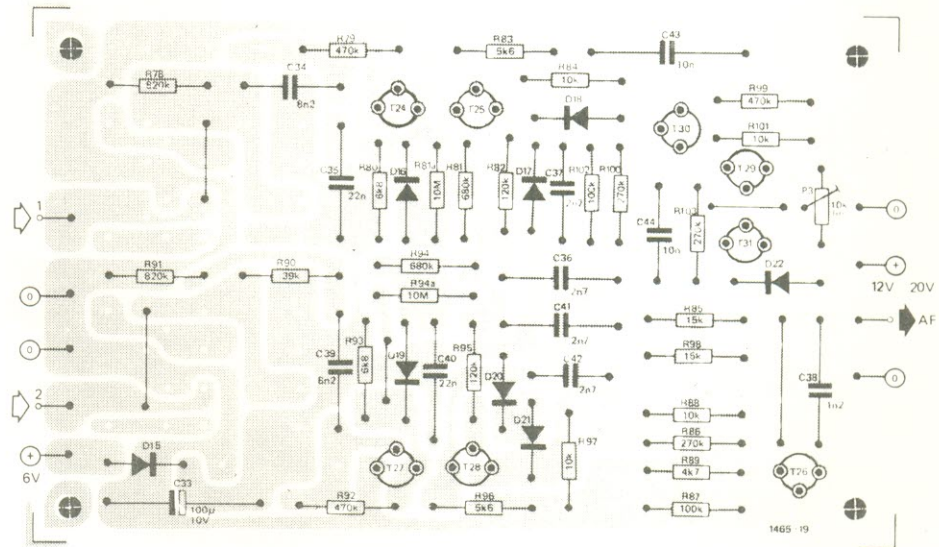 R79
470k
R83
5k6
C43
10n
R78
820k
C34
8n2
R84
10k
D18
R99
470k
T24
T25
T30
R101
10k
C35
22n
R80
6k8
D16
R81a
10M
R81
680k
R82
120k
D17
C37
2n7
R102
100k
R100
270k
T29
P3
10k
C44
10n
R103
270k
T31
1
0
R91
820k
R90
39k
R94
680k
R94a
10M
C36
2n7
D22
+
12V 20V
0
C41
2n7
R85
15k
AF
0
C39
6n2
R93
6k8
D19
C40
22n
R95
120k
D20
C42
2n7
R98
15k
C38
1n2
0
2
D21
R97
10k
R88
10k
R86
270k
+
6V
D15
T27
T28
R89
4k7
T26
C33
100µ
10V
R92
470k
R96
5k6
R87
100k
1465-19